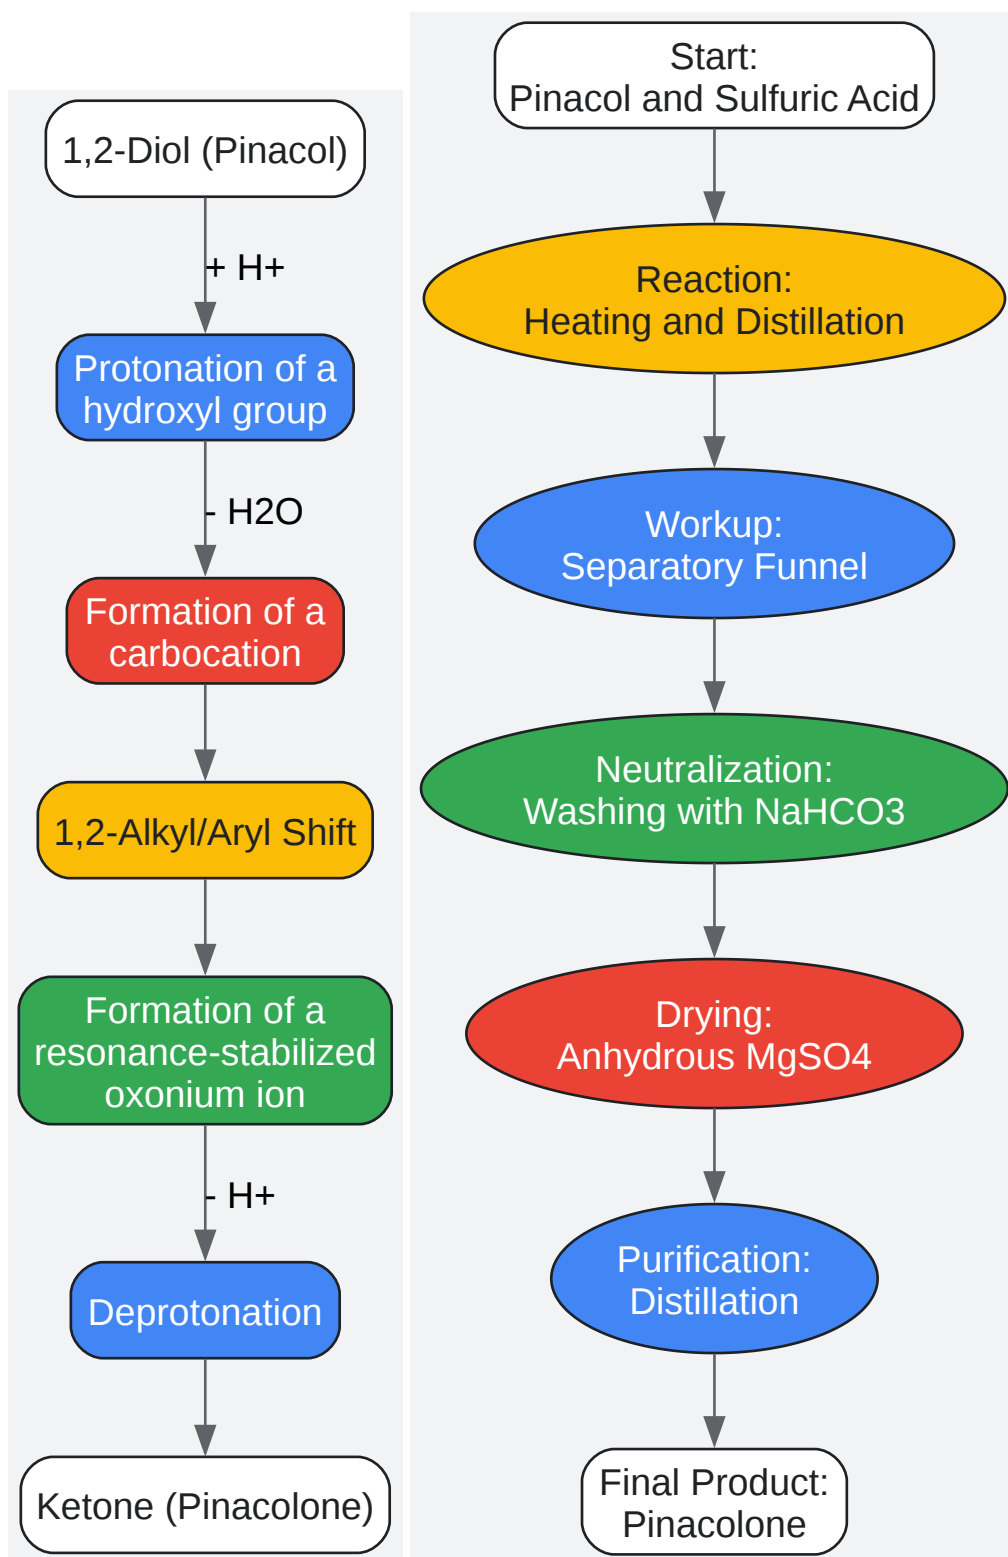 1,2-Diol (Pinacol)
+ H+
Protonation of a
hydroxyl group
- H2O
Formation of a
carbocation
1,2-Alkyl/Aryl Shift
Formation of a
resonance-stabilized
oxonium ion
- H+
Deprotonation
Ketone (Pinacolone)
Start:
Pinacol and Sulfuric Acid
Reaction:
Heating and Distillation
Workup:
Separatory Funnel
Neutralization:
Washing with NaHCO3
Drying:
Anhydrous MgSO4
Purification:
Distillation
Final Product:
Pinacolone